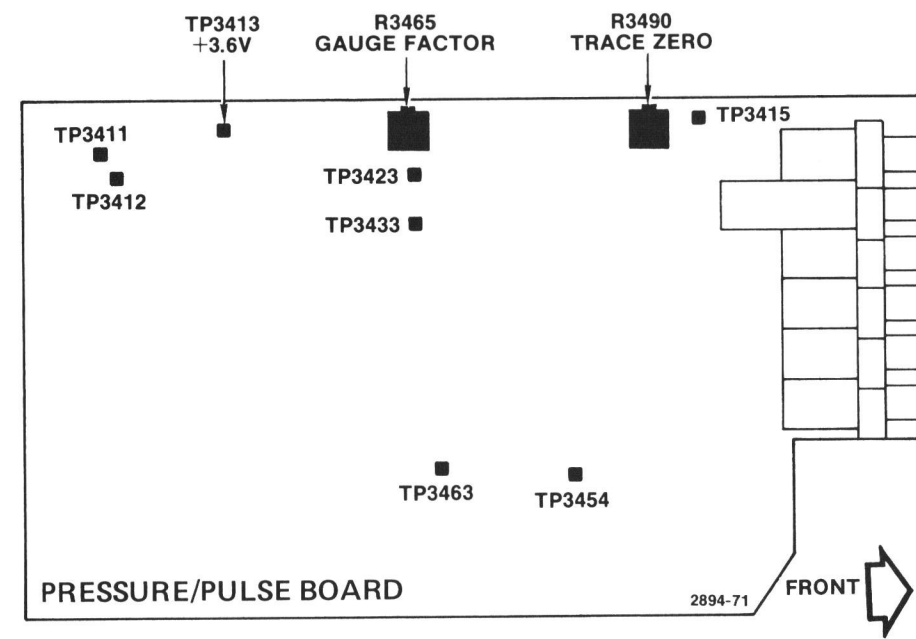 TP3413
+3.6V
R3465
GAUGE FACTOR
R3490
TRACE ZERO
TP3415
TP3411
TP3412
TP3423
TP3433
TP3463
TP3454
PRESSURE/PULSE BOARD
2894-71
FRONT